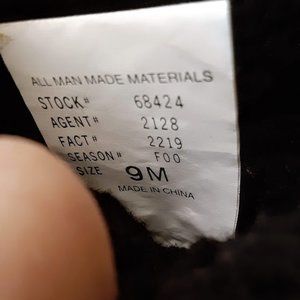 ALL MAN MADE MATERIALS
STOCK# 68424
AGENT# 2128
FACT# 2219
SEASON# F00
SIZE 9M
MADE IN CHINA